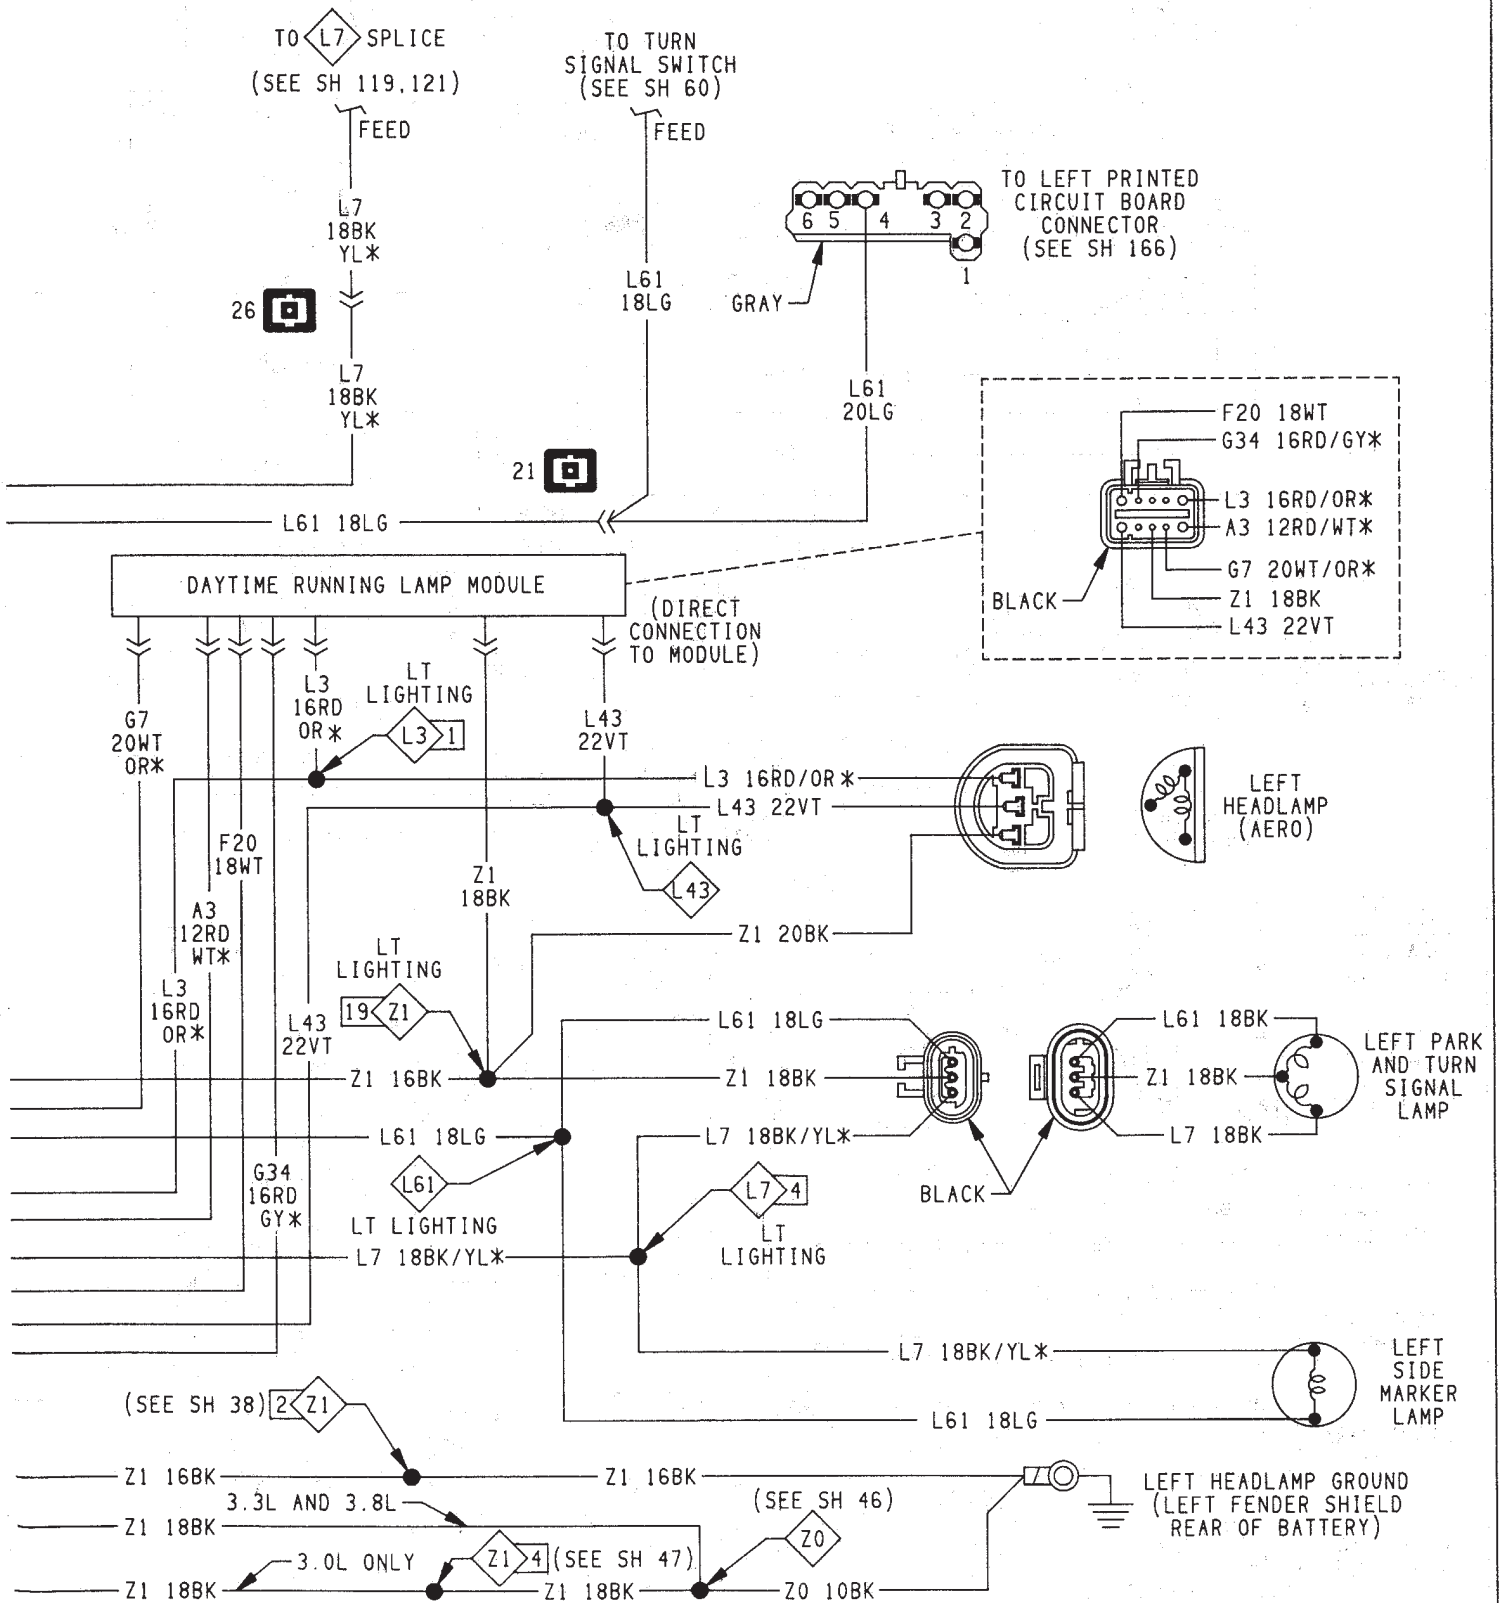 TO L7 SPLICE
(SEE SH 119,121)
FEED
TO TURN
SIGNAL SWITCH
(SEE SH 60)
FEED
L7
18BK
YL*
26
L7
18BK
YL*
L61
18LG
21
6 5 4 3 2
1
GRAY
TO LEFT PRINTED
CIRCUIT BOARD
CONNECTOR
(SEE SH 166)
L61
20LG
L61 18LG
F20 18WT
G34 16RD/GY*
L3 16RD/OR*
A3 12RD/WT*
G7 20WT/OR*
Z1 18BK
L43 22VT
BLACK
DAYTIME RUNNING LAMP MODULE
(DIRECT
CONNECTION
TO MODULE)
G7
20WT
OR*
L3
16RD
OR*
LT
LIGHTING
L3 1
L43
22VT
L3 16RD/OR*
L43 22VT
LEFT
HEADLAMP
(AERO)
LT
LIGHTING
L43
F20
18WT
Z1
18BK
A3
12RD
WT*
Z1 20BK
LT
LIGHTING
19 Z1
L3
16RD
OR*
L43
22VT
L61 18LG
L61 18BK
Z1 16BK
Z1 18BK
Z1 18BK
LEFT PARK
AND TURN
SIGNAL
LAMP
L61 18LG
L7 18BK/YL*
L7 18BK
BLACK
G34
16RD
GY*
L61
LT LIGHTING
L7 4
LT
LIGHTING
L7 18BK/YL*
L7 18BK/YL*
LEFT
SIDE
MARKER
LAMP
L61 18LG
(SEE SH 38) 2 Z1
Z1 16BK
Z1 16BK
LEFT HEADLAMP GROUND
(LEFT FENDER SHIELD
REAR OF BATTERY)
3.3L AND 3.8L
Z1 18BK
(SEE SH 46)
Z0
3.0L ONLY
Z1 4 (SEE SH 47)
Z1 18BK
Z1 18BK
Z0 10BK